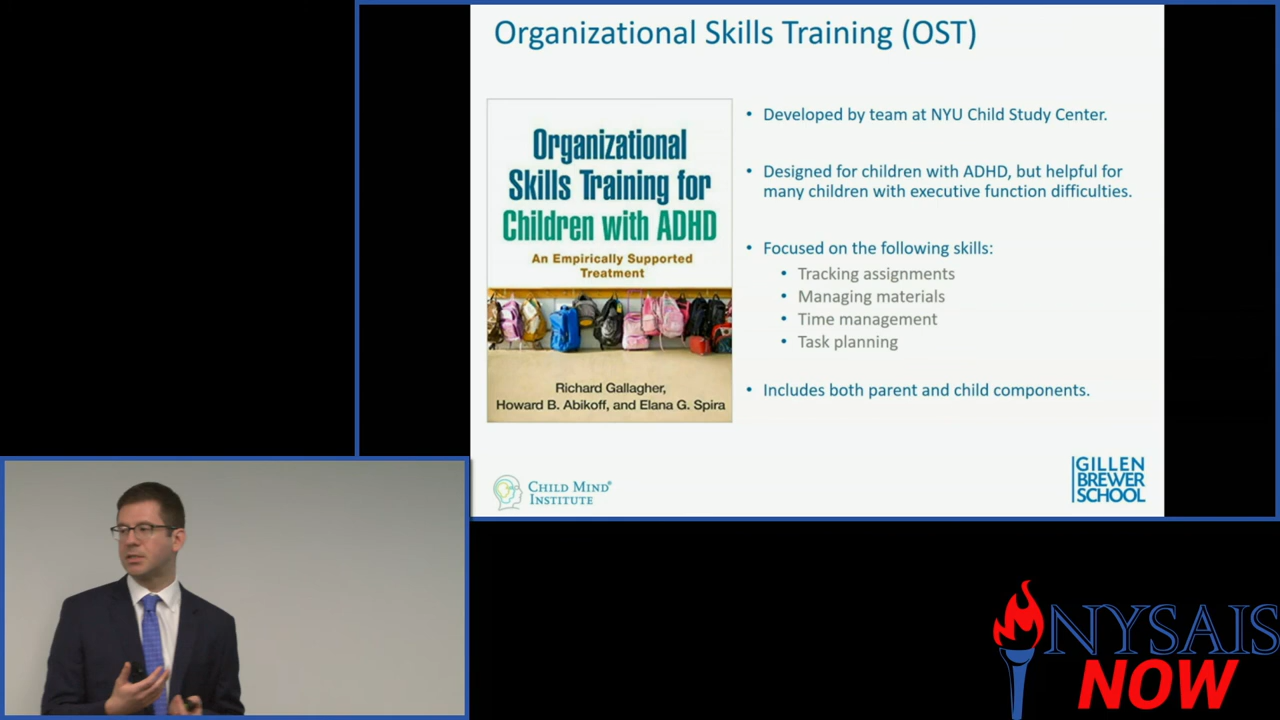 Organizational Skills Training (OST)
Organizational
Skills Training for
Children with ADHD
An Empirically Supported
Treatment
Richard Gallagher,
Howard B. Abikoff, and Elana G. Spira
• Developed by team at NYU Child Study Center.
• Designed for children with ADHD, but helpful for
many children with executive function difficulties.
• Focused on the following skills:
• Tracking assignments
• Managing materials
• Time management
• Task planning
• Includes both parent and child components.
CHILD MIND®
INSTITUTE
GILLEN
BREWER
SCHOOL
NYSAIS
NOW